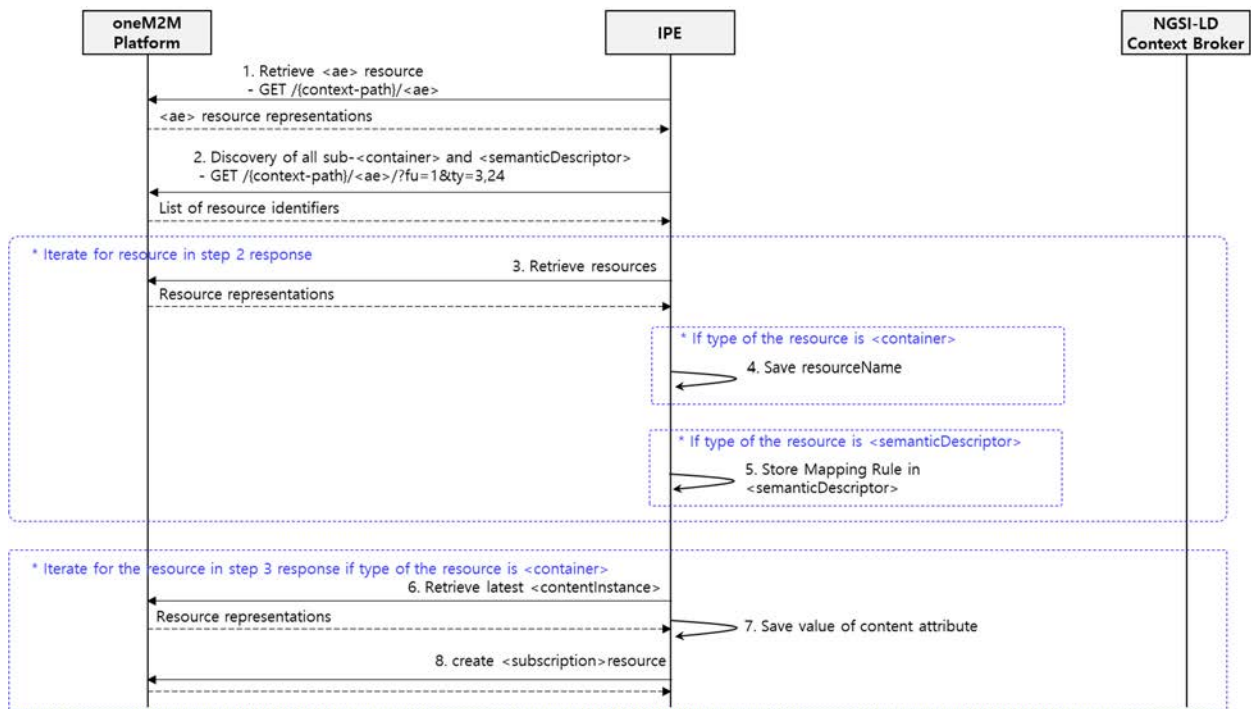 oneM2M
Platform
IPE
NGSI-LD
Context Broker
1. Retrieve <ae> resource
- GET /{context-path}/<ae>
<ae> resource representations
2. Discovery of all sub-<container> and <semanticDescriptor>
- GET /{context-path}/<ae>/?fu=1&ty=3,24
List of resource identifiers
* Iterate for resource in step 2 response
3. Retrieve resources
Resource representations
* If type of the resource is <container>
4. Save resourceName
* If type of the resource is <semanticDescriptor>
5. Store Mapping Rule in
<semanticDescriptor>
* Iterate for the resource in step 3 response if type of the resource is <container>
6. Retrieve latest <contentInstance>
Resource representations
7. Save value of content attribute
8. create <subscription>resource